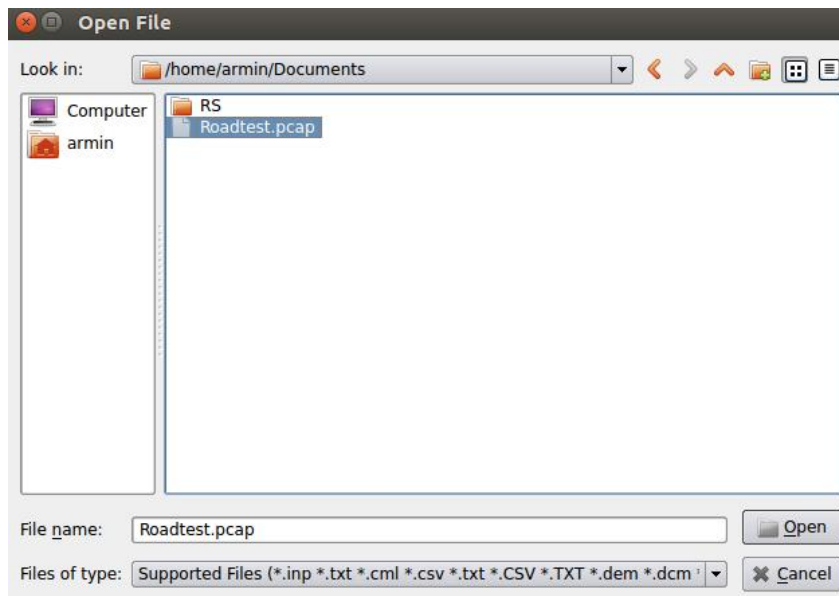 Open File
Look in: /home/armin/Documents
Computer
armin
RS
Roadtest.pcap
File name: Roadtest.pcap
Open
Files of type: Supported Files (*.inp *.txt *.cml *.csv *.txt *.CSV *.TXT *.dem *.dcm
Cancel